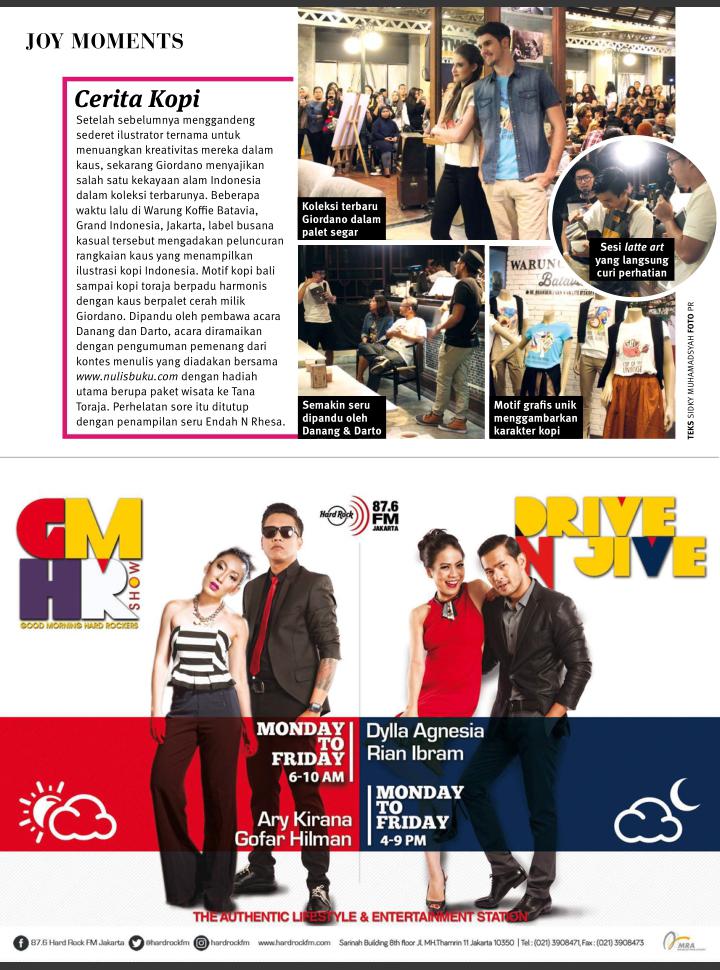 JOY MOMENTS
Cerita Kopi
Setelah sebelumnya menggandeng
sederet ilustrator ternama untuk
menuangkan kreativitas mereka dalam
kaus, sekarang Giordano menyajikan
salah satu kekayaan alam Indonesia
dalam koleksi terbarunya. Beberapa
waktu lalu di Warung Koffie Batavia,
Grand Indonesia, Jakarta, label busana
kasual tersebut mengadakan peluncuran
rangkaian kaus yang menampilkan
ilustrasi kopi Indonesia. Motif kopi bali
sampai kopi toraja berpadu harmonis
dengan kaus berpalet cerah milik
Giordano. Dipandu oleh pembawa acara
Danang dan Darto, acara diramaikan
dengan pengumuman pemenang dari
kontes menulis yang diadakan bersama
www.nulisbuku.com dengan hadiah
utama berupa paket wisata ke Tana
Toraja. Perhelatan sore itu ditutup
dengan penampilan seru Endah N Rhesa.
Koleksi terbaru
Giordano dalam
palet segar
Sesi latte art
yang langsung
curi perhatian
Semakin seru
dipandu oleh
Danang & Darto
WARUNG
Batavia
Motif grafis unik
menggambarkan
karakter kopi
TEKS SIDKY MUHAMADSYAH FOTO PR
GM
HR
SHOW
GOOD MORNING HARD ROCKERS
Hard Rock
87.6
FM
JAKARTA
DRIVE
N JIVE
MONDAY
TO
FRIDAY
6-10 AM
Ary Kirana
Gofar Hilman
Dylla Agnesia
Rian Ibram
MONDAY
TO
FRIDAY
4-9 PM
THE AUTHENTIC LIFESTYLE & ENTERTAINMENT STATION
87.6 Hard Rock FM Jakarta @hardrockfm hardrockfm www.hardrockfm.com Sarinah Building 8th floor Jl. MH.Thamrin 11 Jakarta 10350 | Tel : (021) 3908471, Fax : (021) 3908473
MRA